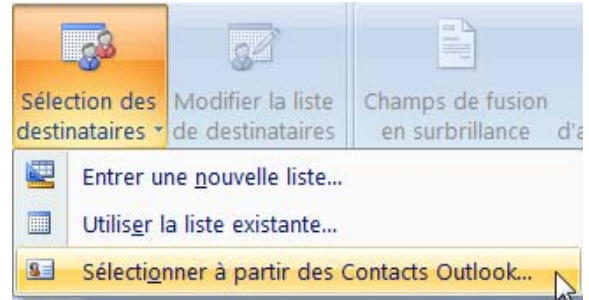 Sélection des Modifier la liste Champs de fusion
destinataires de destinataires en surbrillance d'a
Entrer une nouvelle liste...
Utiliser la liste existante...
Sélectionner à partir des Contacts Outlook...